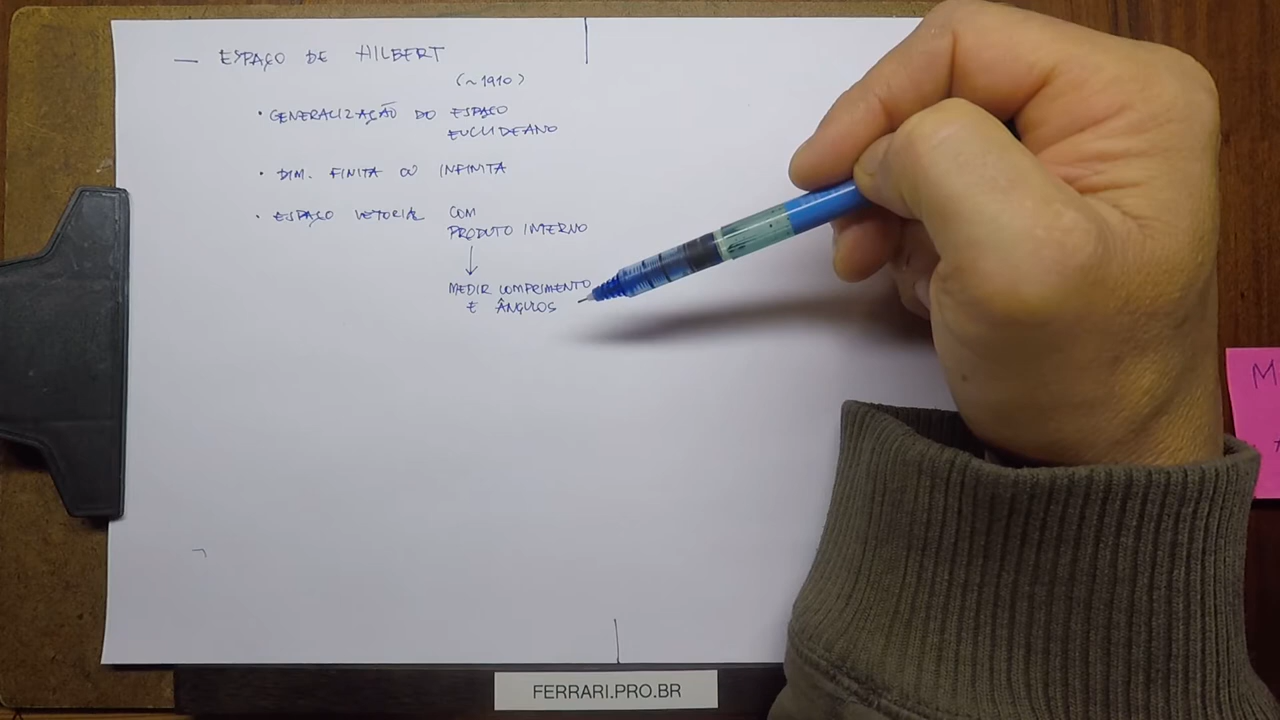 — ESPAÇO DE HILBERT
(~1910)
• GENERALIZAÇÃO DO ESPAÇO
EUCLIDEANO
• DIM. FINITA OU INFINITA
• ESPAÇO VETORIAL COM
PRODUTO INTERNO
↓
MEDIR COMPRIMENTO
E ÂNGULOS
M
FERRARI.PRO.BR